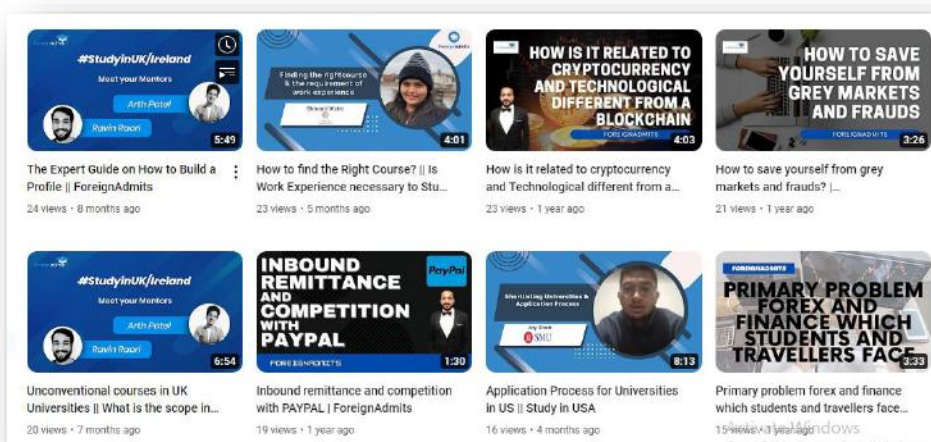 #StudyinUK/Ireland
Meet your Mentors
Arth Patel
Ravin Raori
5:49
The Expert Guide on How to Build a
Profile || ForeignAdmits
24 views • 8 months ago
Finding the right course
& the requirement of
work experience
4:01
How to find the Right Course? || Is
Work Experience necessary to Stu...
23 views • 5 months ago
HOW IS IT RELATED TO
CRYPTOCURRENCY
AND TECHNOLOGICAL
DIFFERENT FROM A
BLOCKCHAIN
FOREIGNADMITS
4:03
How is it related to cryptocurrency
and Technological different from a...
23 views • 1 year ago
HOW TO SAVE
YOURSELF FROM
GREY MARKETS
AND FRAUDS
FOREIGNADMITS
3:26
How to save yourself from grey
markets and frauds? |...
21 views • 1 year ago
#StudyinUK/Ireland
Meet your Mentors
Arth Patel
Ravin Raori
6:54
Unconventional courses in UK
Universities || What is the scope in...
20 views • 7 months ago
INBOUND
REMITTANCE
AND
COMPETITION
WITH
PAYPAL
PayPal
FOREIGNADMITS
1:30
Inbound remittance and competition
with PAYPAL | ForeignAdmits
19 views • 1 year ago
Shortlisting Universities &
Application Process
SMU
8:13
Application Process for Universities
in US || Study in USA
16 views • 4 months ago
FOREIGNADMITS
PRIMARY PROBLEM
FOREX AND
FINANCE WHICH
STUDENTS AND
TRAVELLERS FACE
3:33
Primary problem forex and finance
which students and travellers face...
15 views • 1 year ago
Activate Windows